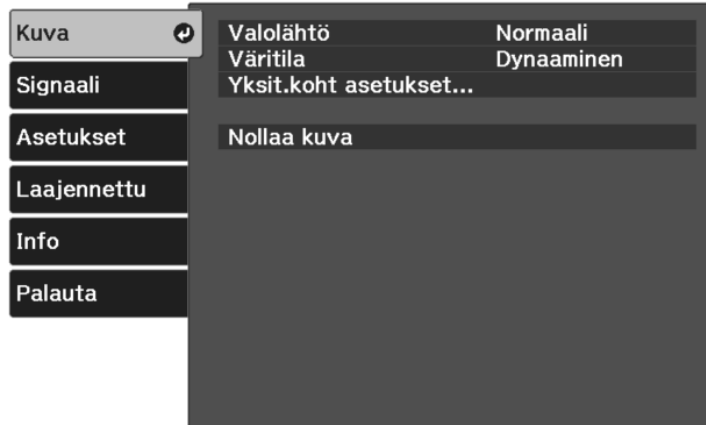 Kuva
Signaali
Asetukset
Laajennettu
Info
Palauta
Valolähtö Normaali
Väritila Dynaaminen
Yksit.koht asetukset...
Nollaa kuva